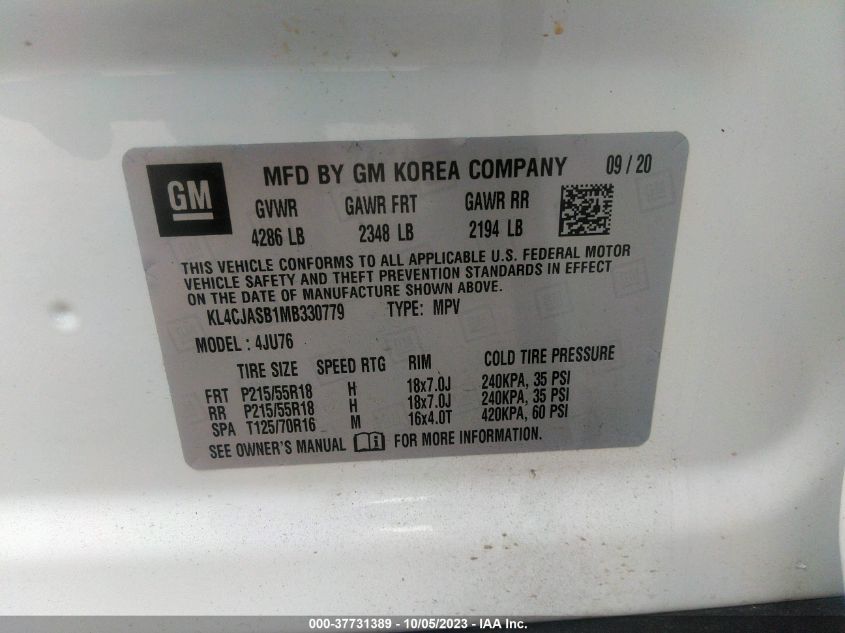 GM
MFD BY GM KOREA COMPANY 09 / 20
GVWR GAWR FRT GAWR RR
4286 LB 2348 LB 2194 LB
THIS VEHICLE CONFORMS TO ALL APPLICABLE U.S. FEDERAL MOTOR
VEHICLE SAFETY AND THEFT PREVENTION STANDARDS IN EFFECT
ON THE DATE OF MANUFACTURE SHOWN ABOVE.
KL4CJASB1MB330779 TYPE: MPV
MODEL : 4JU76
TIRE SIZE SPEED RTG RIM COLD TIRE PRESSURE
FRT P215/55R18 H 18x7.0J 240KPA, 35 PSI
RR P215/55R18 H 18x7.0J 240KPA, 35 PSI
SPA T125/70R16 M 16x4.0T 420KPA, 60 PSI
SEE OWNER'S MANUAL FOR MORE INFORMATION.
000-37731389 - 10/05/2023 - IAA Inc.